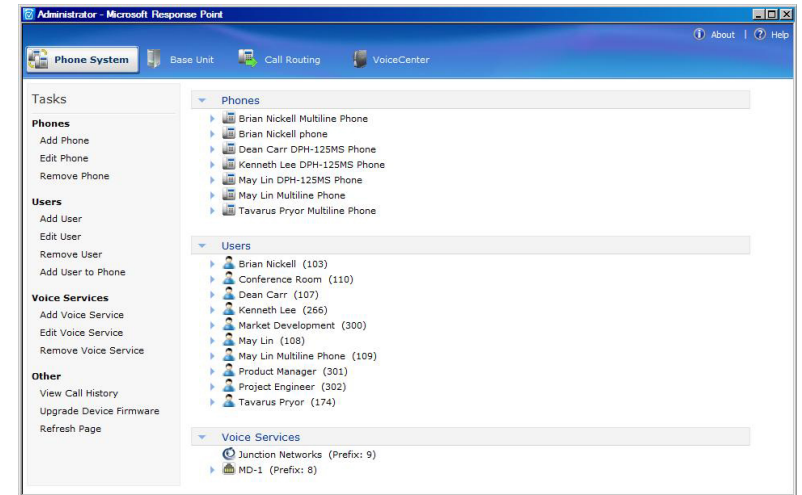 Administrator - Microsoft Response Point
About | Help
Phone System Base Unit Call Routing VoiceCenter
Tasks
Phones
Add Phone
Edit Phone
Remove Phone
Users
Add User
Edit User
Remove User
Add User to Phone
Voice Services
Add Voice Service
Edit Voice Service
Remove Voice Service
Other
View Call History
Upgrade Device Firmware
Refresh Page
Phones
Brian Nickell Multiline Phone
Brian Nickell phone
Dean Carr DPH-125MS Phone
Kenneth Lee DPH-125MS Phone
May Lin DPH-125MS Phone
May Lin Multiline Phone
Tavarus Pryor Multiline Phone
Users
Brian Nickell (103)
Conference Room (110)
Dean Carr (107)
Kenneth Lee (266)
Market Development (300)
May Lin (108)
May Lin Multiline Phone (109)
Product Manager (301)
Project Engineer (302)
Tavarus Pryor (174)
Voice Services
Junction Networks (Prefix: 9)
MD-1 (Prefix: 8)